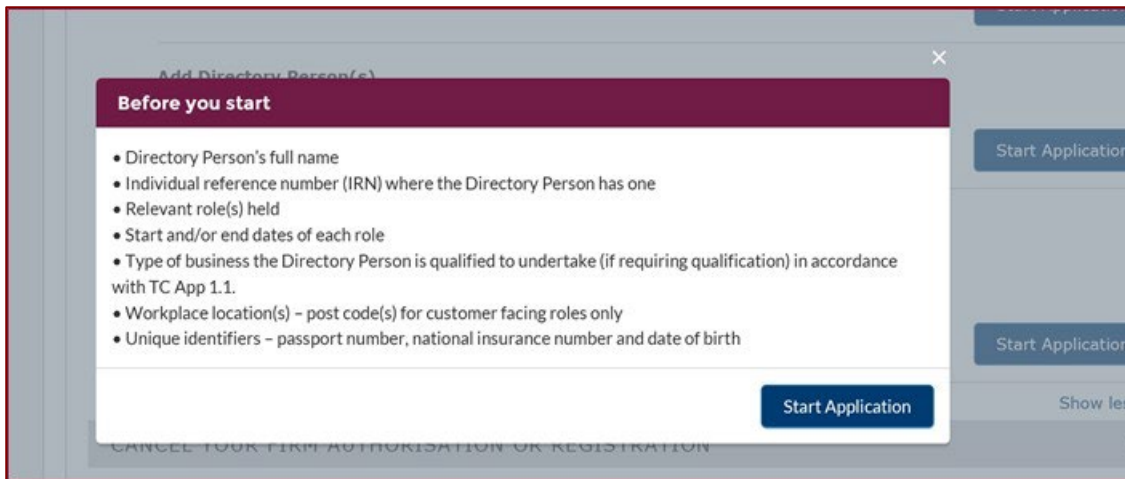 ×
Add Directory Person(s)
Before you start
• Directory Person's full name
• Individual reference number (IRN) where the Directory Person has one
• Relevant role(s) held
• Start and/or end dates of each role
• Type of business the Directory Person is qualified to undertake (if requiring qualification) in accordance
with TC App 1.1.
• Workplace location(s) – post code(s) for customer facing roles only
• Unique identifiers – passport number, national insurance number and date of birth
Start Application
Start Application
Start Application
Show les
CANCEL YOUR FIRM AUTHORISATION OR REGISTRATION